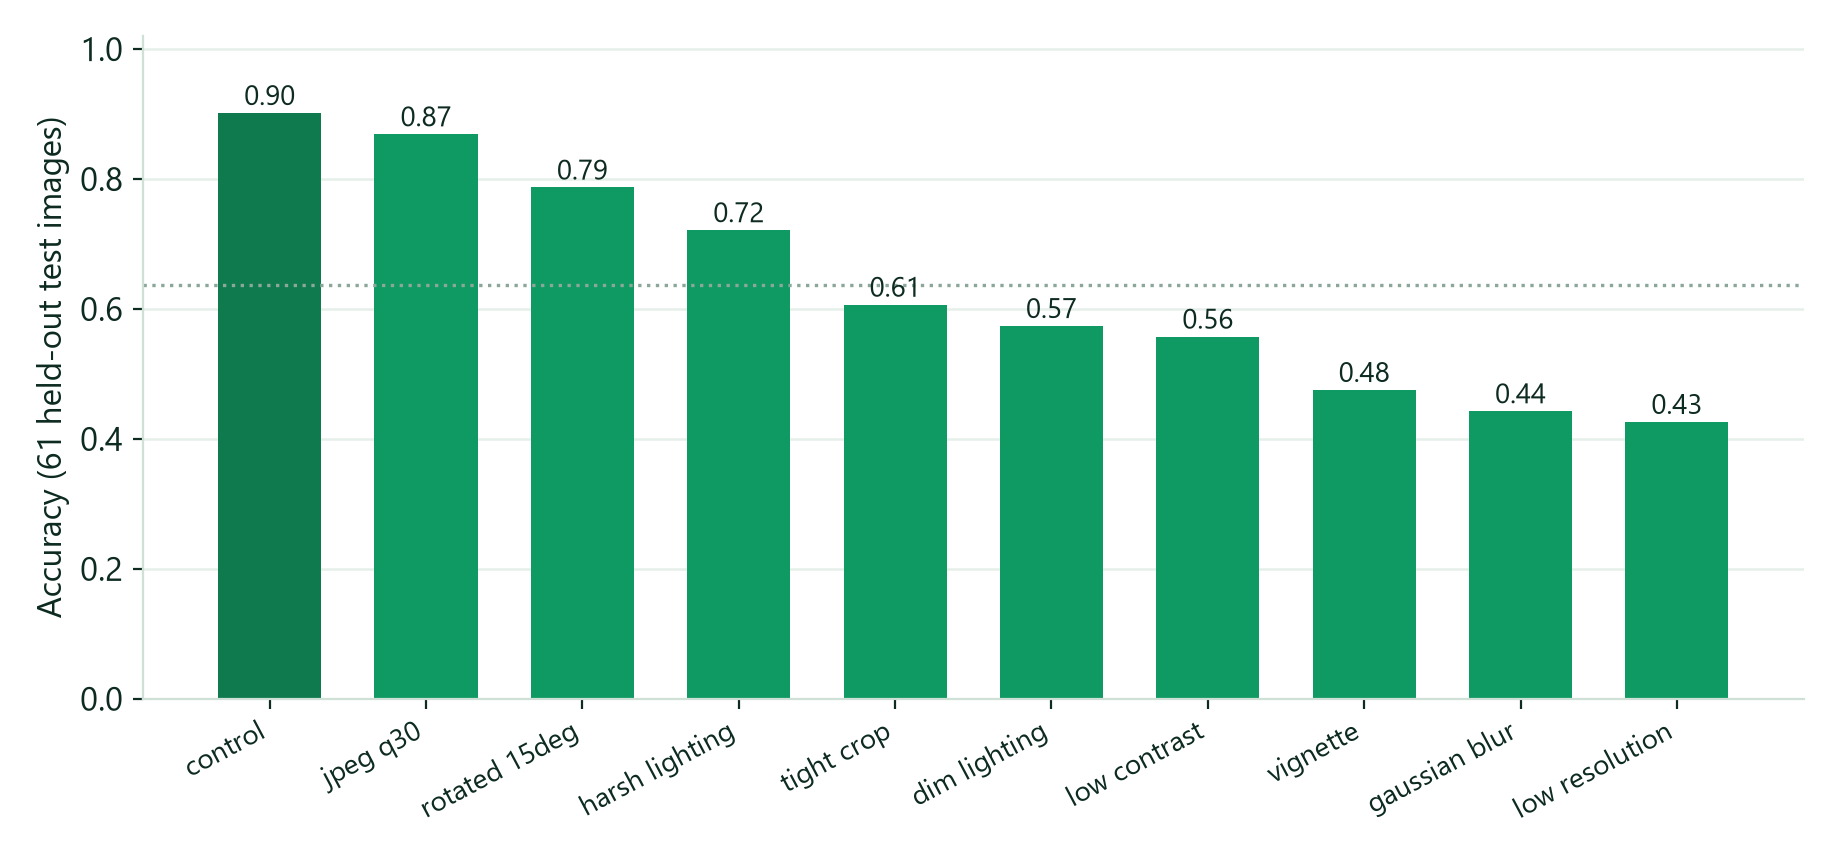 Accuracy (61 held-out test images)
1.0
0.8
0.6
0.4
0.2
0.0
0.90
0.87
0.79
0.72
0.61
0.57
0.56
0.48
0.44
0.43
control
jpeg q30
rotated 15deg
harsh lighting
tight crop
dim lighting
low contrast
vignette
gaussian blur
low resolution